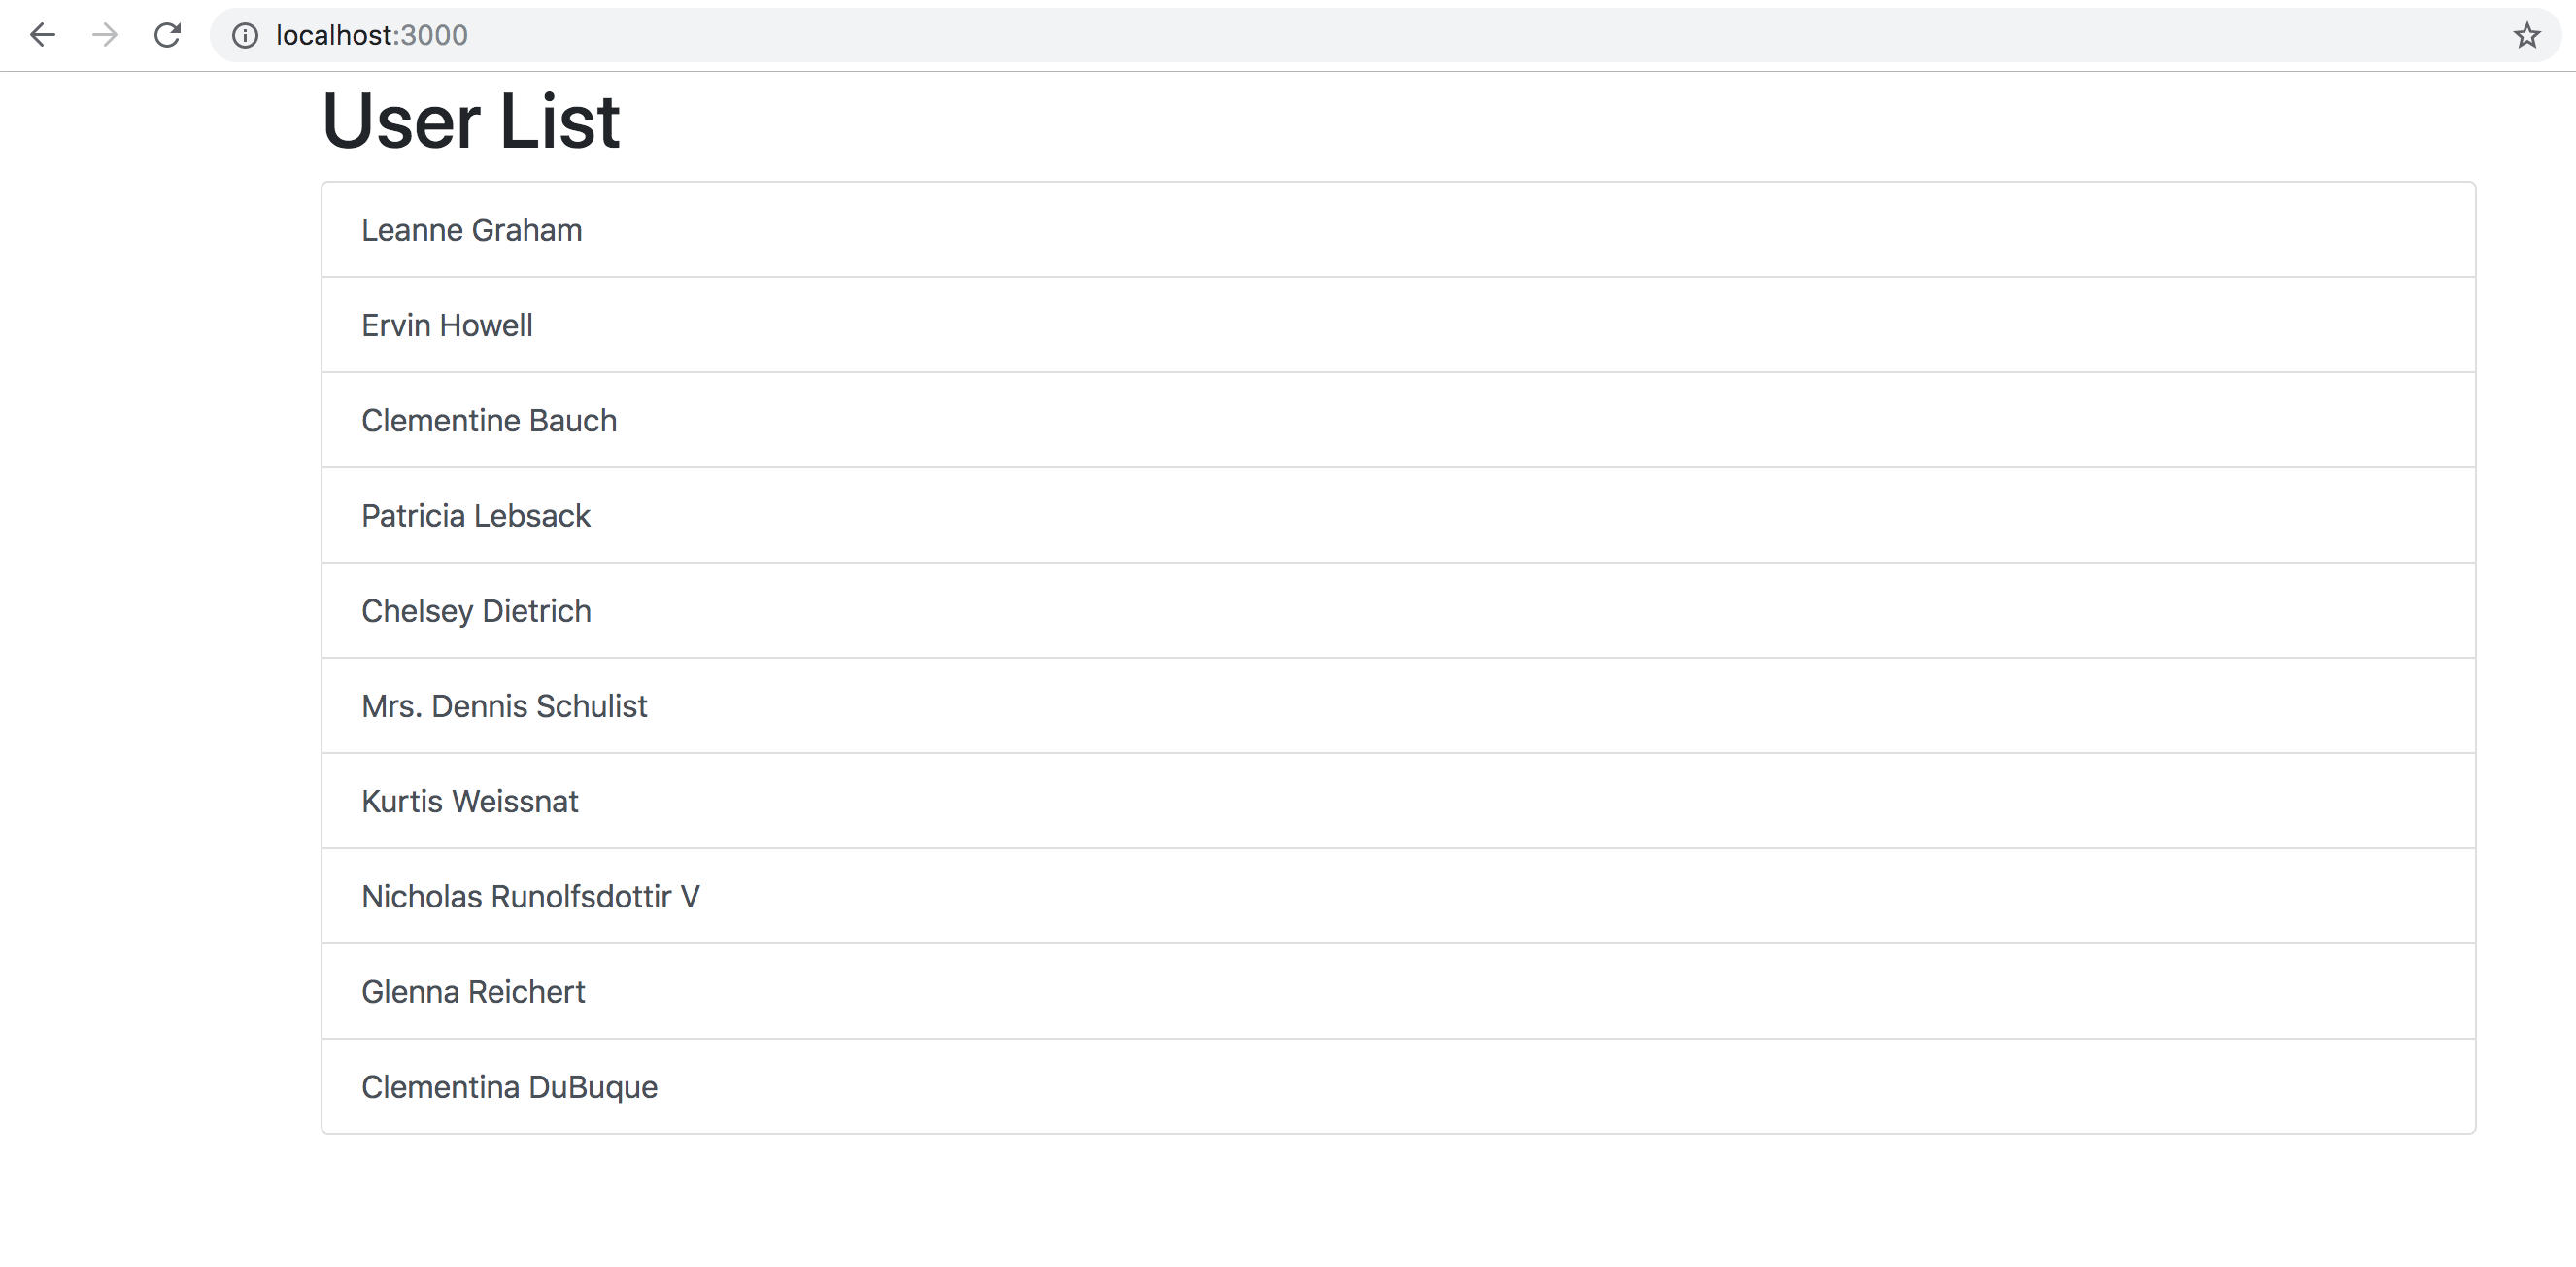 localhost:3000
User List
Leanne Graham
Ervin Howell
Clementine Bauch
Patricia Lebsack
Chelsey Dietrich
Mrs. Dennis Schulist
Kurtis Weissnat
Nicholas Runolfsdottir V
Glenna Reichert
Clementina DuBuque